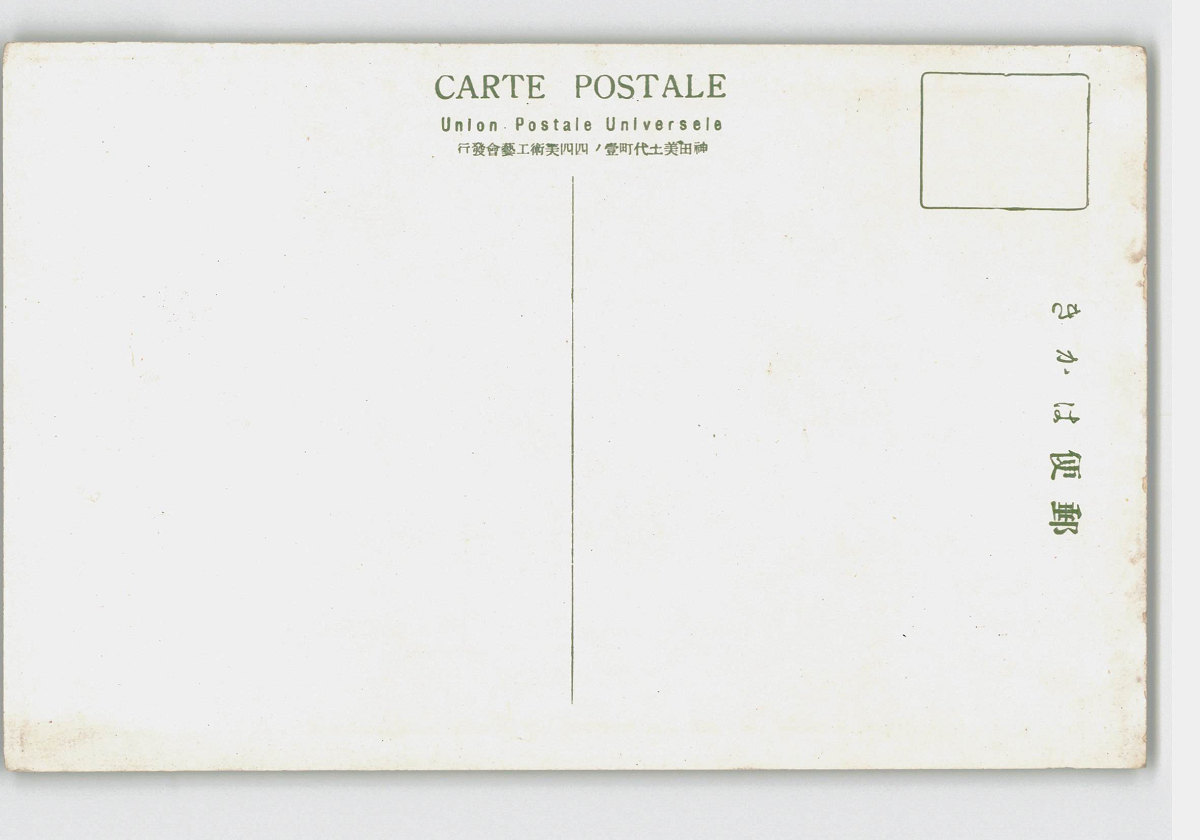 CARTE POSTALE
Union Postale Universele
神田美土代町壹ノ四四美術工藝會發行
郵便はかき